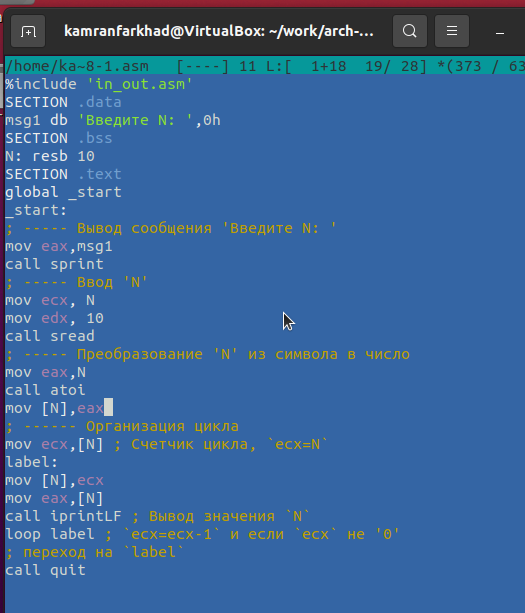 kamranfarkhad@VirtualBox: ~/work/arch-...
/home/ka~8-1.asm [----] 11 L:[ 1+18 19/ 28] *(373 / 63
%include 'in_out.asm'
SECTION .data
msg1 db 'Введите N: ',0h
SECTION .bss
N: resb 10
SECTION .text
global _start
_start:
; ----- Вывод сообщения 'Введите N: '
mov eax,msg1
call sprint
; ----- Ввод 'N'
mov ecx, N
mov edx, 10
call sread
; ----- Преобразование 'N' из символа в число
mov eax,N
call atoi
mov [N],eax
; ------ Организация цикла
mov ecx,[N] ; Счетчик цикла, `ecx=N`
label:
mov [N],ecx
mov eax,[N]
call iprintLF ; Вывод значения `N`
loop label ; `ecx=ecx-1` и если `ecx` не '0'
; переход на `label`
call quit